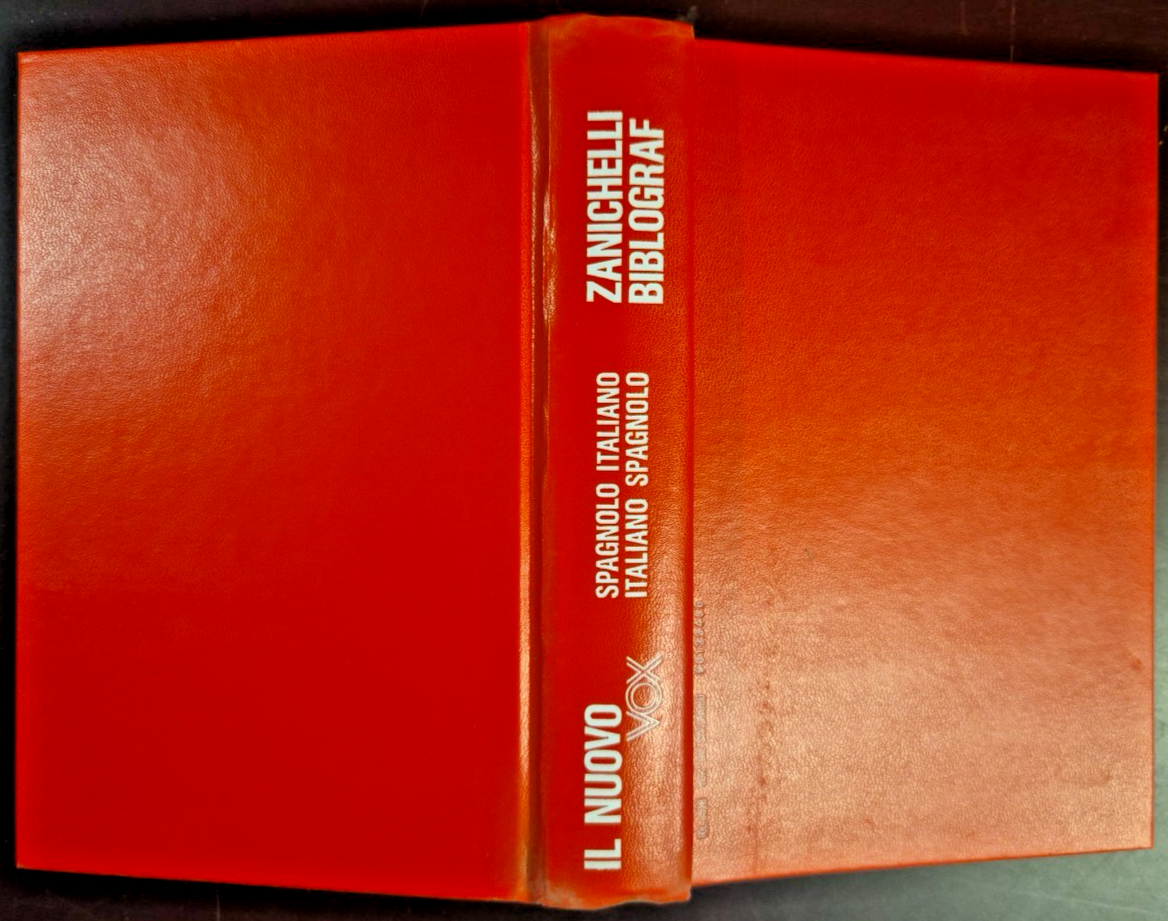 IL NUOVO
VOX
SPAGNOLO ITALIANO
ITALIANO SPAGNOLO
ZANICHELLI
BIBLOGRAF